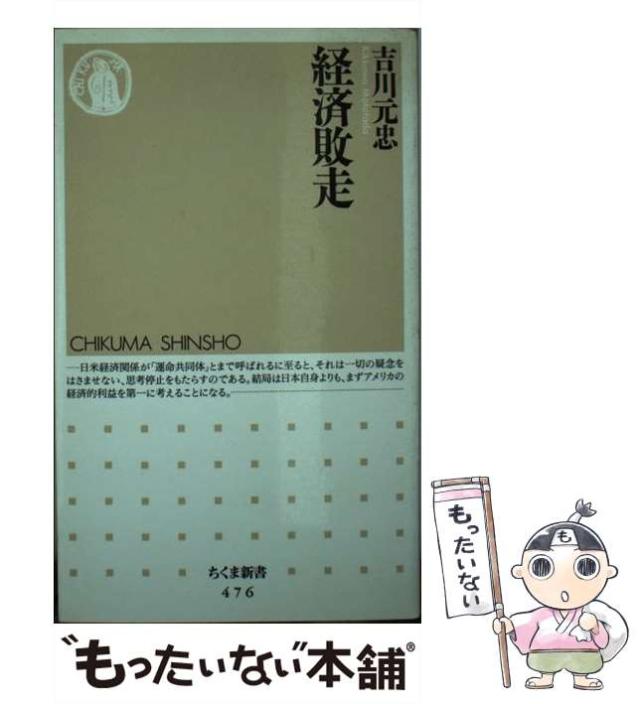 経済敗走
吉川元忠
CHIKUMA SHINSHO
―日米経済関係が「運命共同体」とまで呼ばれるに至ると、それは一切の疑念を
はさませない、思考停止をもたらすのである。結局は日本自身よりも、まずアメリカの
経済的利益を第一に考えることになる。―
ちくま新書
476
"もったいない"本舗®
もったいない
も